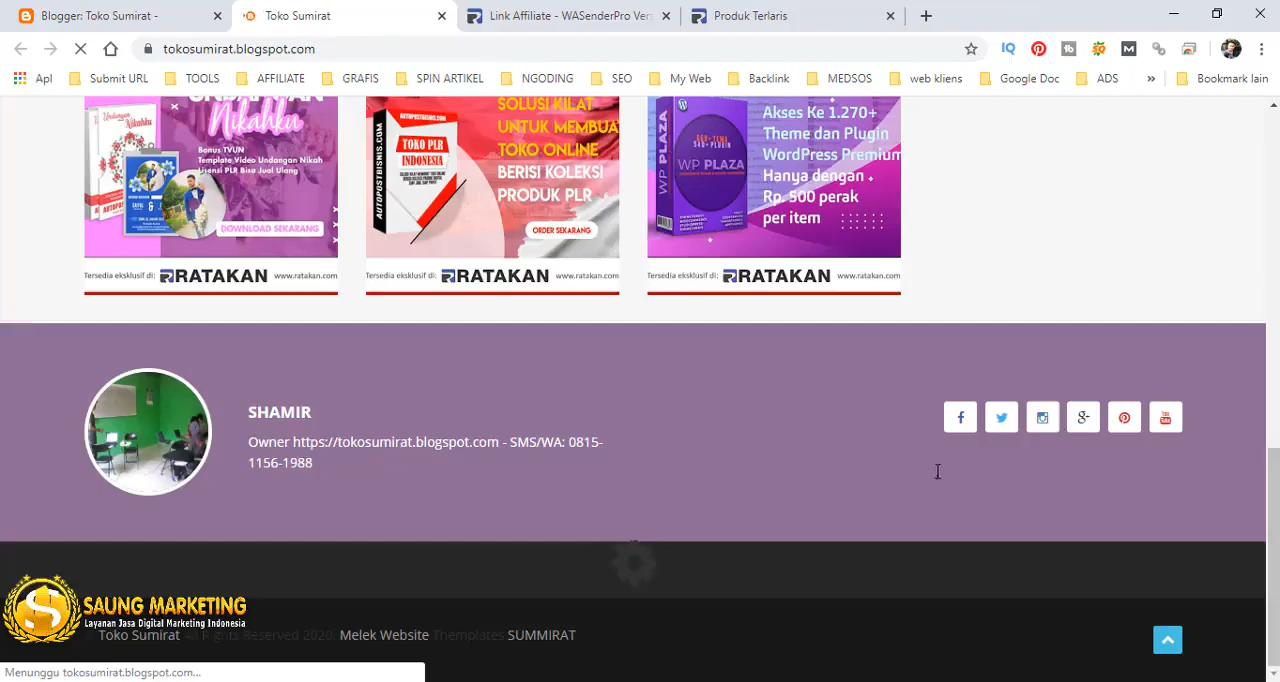 Blogger: Toko Sumirat -
Toko Sumirat
Link Affiliate - WASenderPro Ver
Produk Terlaris
tokosumirat.blogspot.com
Apl
Submit URL
TOOLS
AFFILIATE
GRAFIS
SPIN ARTIKEL
NGODING
SEO
My Web
Backlink
MEDSOS
web kliens
Google Doc
ADS
»
Bookmark lain
UNDANGAN
Nikahku
Bonus TVUN
Template Video Undangan Nikah
Lisensi PLR Bisa Jual Ulang
DOWNLOAD SEKARANG
Tersedia eksklusif di: RATAKAN www.ratakan.com
SOLUSI KILAT
UNTUK MEMBUA
TOKO ONLINE
BERISI KOLEKSI
PRODUK PLR
AUTOPOSTBISNIS.COM
TOKO PLR
INDONESIA
ORDER SEKARANG
Tersedia eksklusif di: RATAKAN www.ratakan.com
WP PLAZA
WP PLAZA
Akses Ke 1.270+
Theme dan Plugin
WordPress Premium
Hanya dengan
Rp. 500 perak
per item
Tersedia eksklusif di: RATAKAN www.ratakan.com
SHAMIR
Owner https://tokosumirat.blogspot.com - SMS/WA: 0815-
1156-1988
SAUNG MARKETING
Layanan Jasa Digital Marketing Indonesia
Toko Sumirat All Rights Reserved 2020. Melek Website Themplates SUMMIRAT
Menunggu tokosumirat.blogspot.com...